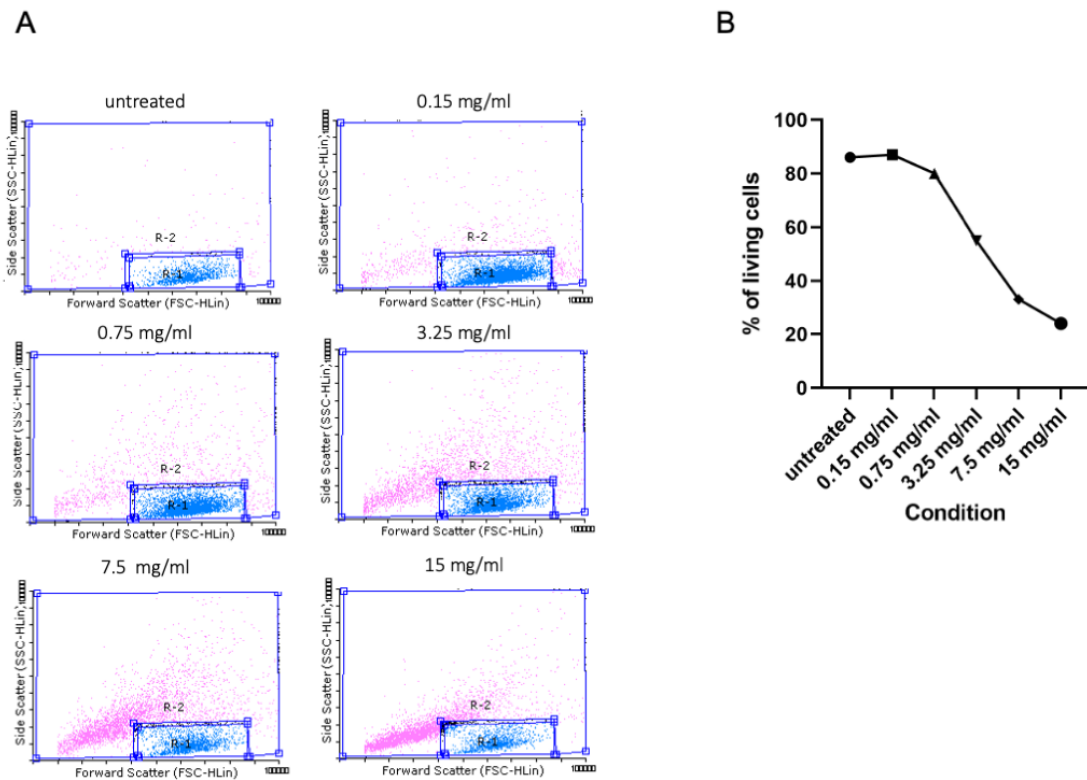 A
B
untreated
0.15 mg/ml
Side Scatter (SSC-HLin)
R-2
R-1
Forward Scatter (FSC-HLin)
Side Scatter (SSC-HLin)
R-2
R-1
Forward Scatter (FSC-HLin)
0.75 mg/ml
3.25 mg/ml
Side Scatter (SSC-HLin)
R-2
R-1
Forward Scatter (FSC-HLin)
Side Scatter (SSC-HLin)
R-2
R-1
Forward Scatter (FSC-HLin)
7.5 mg/ml
15 mg/ml
Side Scatter (SSC-HLin)
R-2
R-1
Forward Scatter (FSC-HLin)
Side Scatter (SSC-HLin)
R-2
R-1
Forward Scatter (FSC-HLin)
% of living cells
100
80
60
40
20
0
untreated
0.15 mg/ml
0.75 mg/ml
3.25 mg/ml
7.5 mg/ml
15 mg/ml
Condition